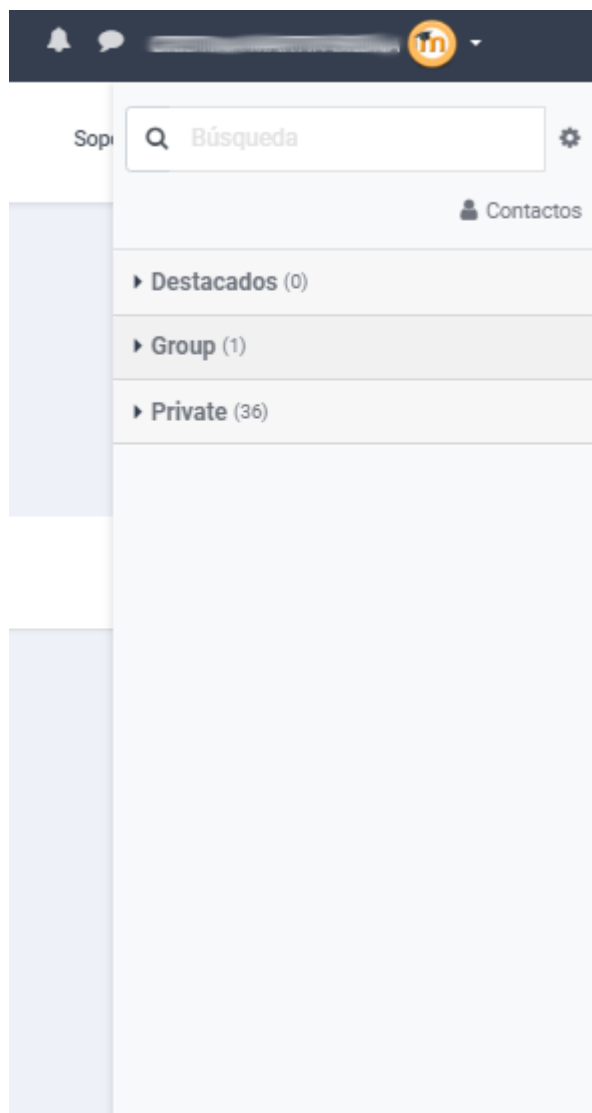 Sop
Búsqueda
Contactos
Destacados (0)
Group (1)
Private (36)